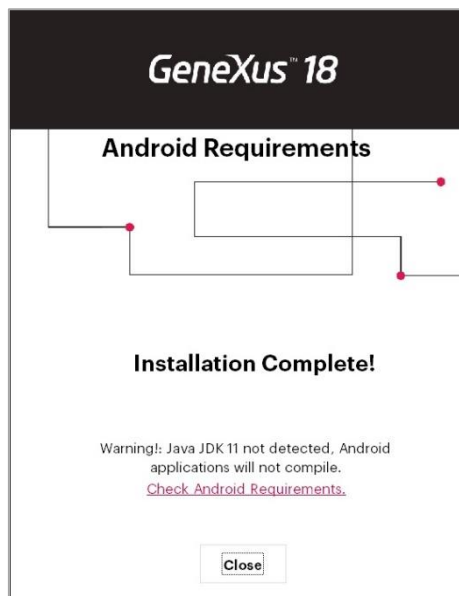 GeneXus™ 18
Android Requirements
Installation Complete!
Warning!: Java JDK 11 not detected, Android
applications will not compile.
Check Android Requirements.
Close